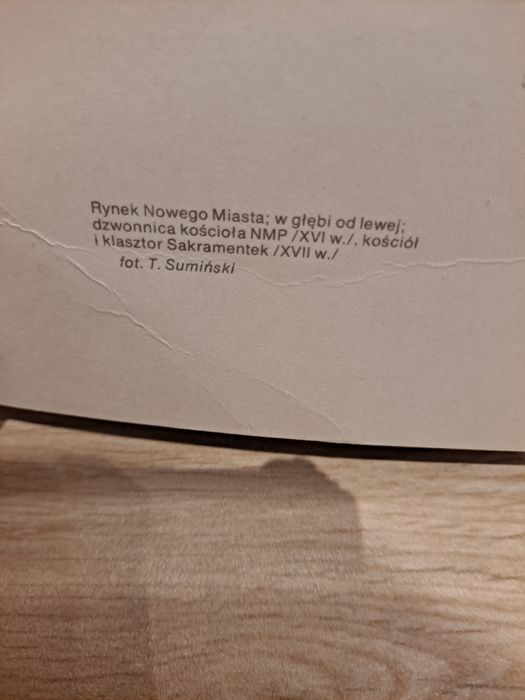 Rynek Nowego Miasta; w głębi od lewej;
dzwonnica kościoła NMP /XVI w./, kościół
i klasztor Sakramentek /XVII w./
fot. T. Sumiński